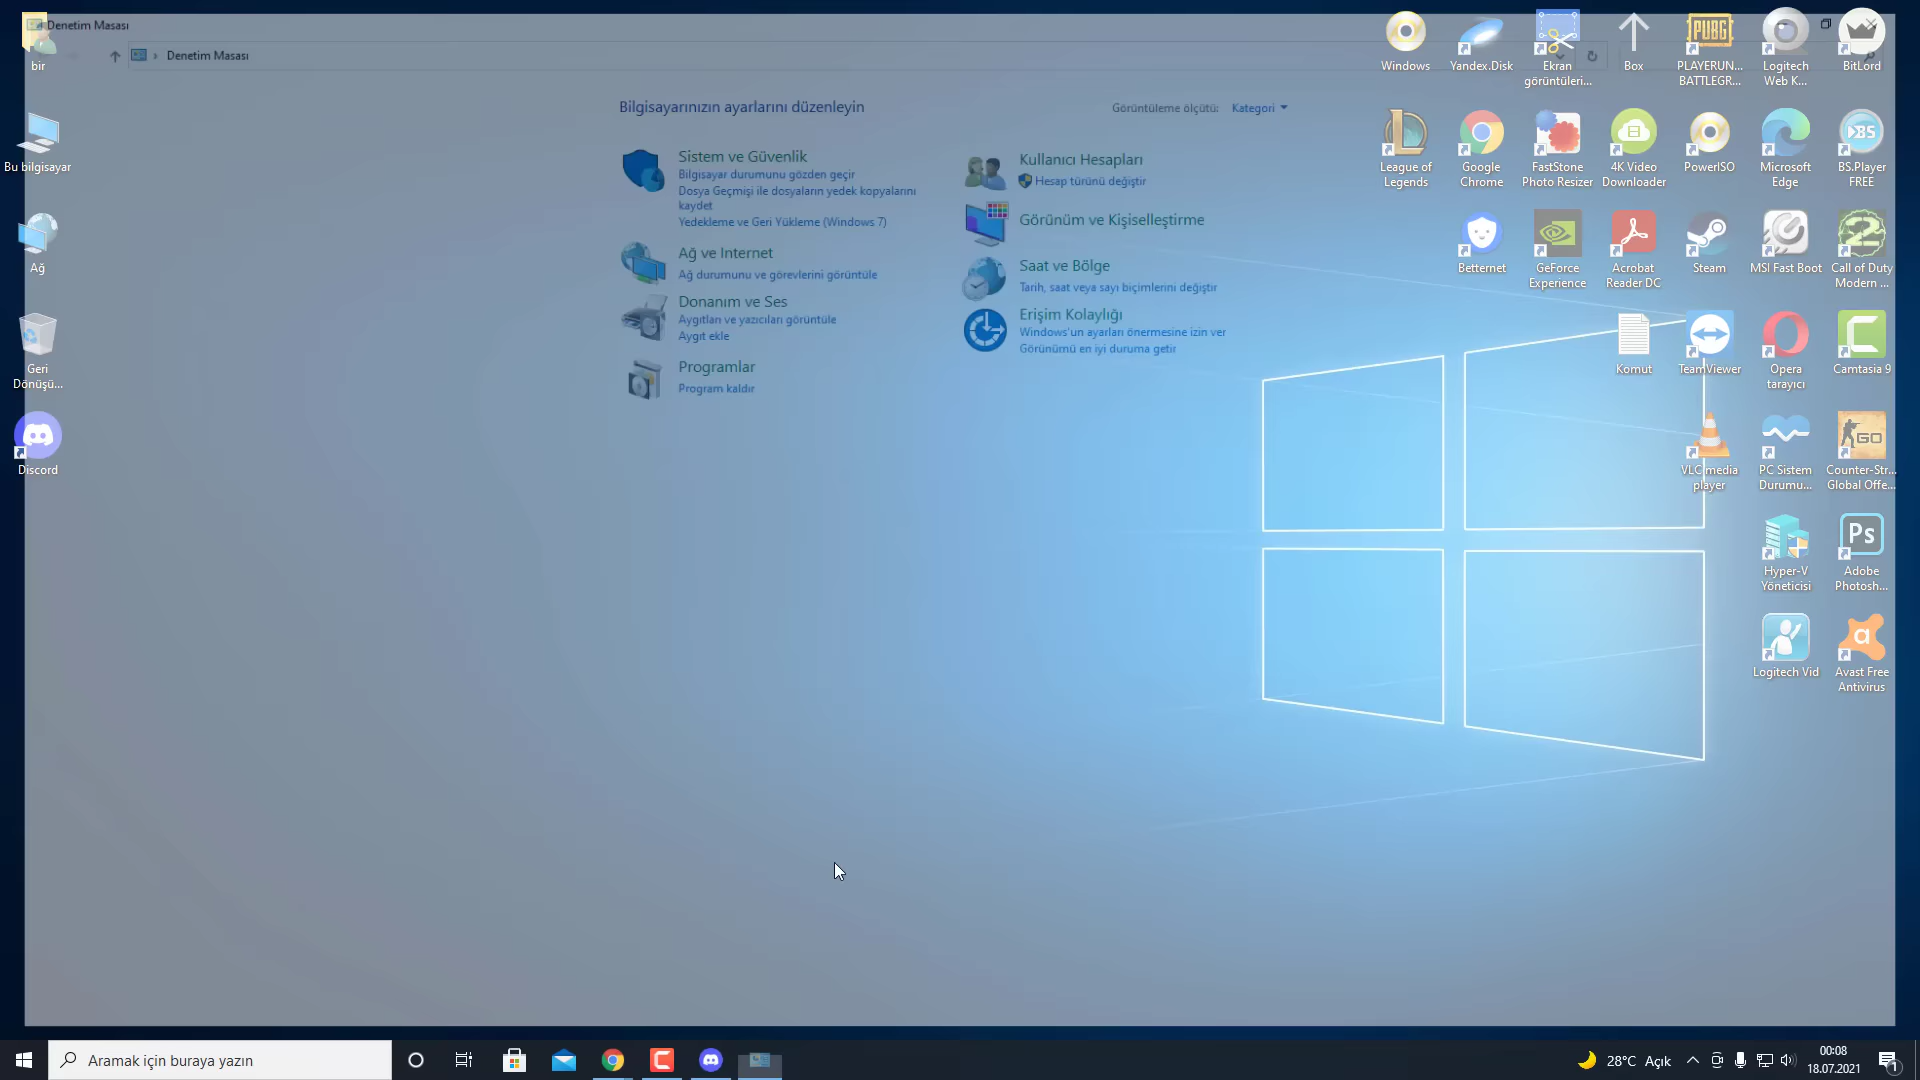 Denetim Masası
Denetim Masası
Bilgisayarınızın ayarlarını düzenleyin
Görüntüleme ölçütü: Kategori
Sistem ve Güvenlik
Bilgisayar durumunu gözden geçir
Dosya Geçmişi ile dosyaların yedek kopyalarını
kaydet
Yedekleme ve Geri Yükleme (Windows 7)
Ağ ve Internet
Ağ durumunu ve görevlerini görüntüle
Donanım ve Ses
Aygıtları ve yazıcıları görüntüle
Aygıt ekle
Programlar
Program kaldır
Kullanıcı Hesapları
Hesap türünü değiştir
Görünüm ve Kişiselleştirme
Saat ve Bölge
Tarih, saat veya sayı biçimlerini değiştir
Erişim Kolaylığı
Windows'un ayarları önermesine izin ver
Görünümü en iyi duruma getir
bir
Bu bilgisayar
Ağ
Geri
Dönüşü...
Discord
Windows
Yandex.Disk
Ekran
görüntüleri...
Box
PUBG
PLAYERUN...
BATTLEGR...
Logitech
Web K...
BitLord
League of
Legends
Google
Chrome
FastStone
Photo Resizer
4K Video
Downloader
PowerISO
Microsoft
Edge
BS
BS.Player
FREE
Betternet
GeForce
Experience
Acrobat
Reader DC
Steam
MSI Fast Boot
2
Call of Duty
Modern ...
Komut
TeamViewer
Opera
tarayıcı
C
Camtasia 9
VLC media
player
PC Sistem
Durumu...
GO
Counter-Str...
Global Offe...
Hyper-V
Yöneticisi
Ps
Adobe
Photosh...
Logitech Vid
a
Avast Free
Antivirus
Aramak için buraya yazın
C
28°C Açık
00:08
18.07.2021
1